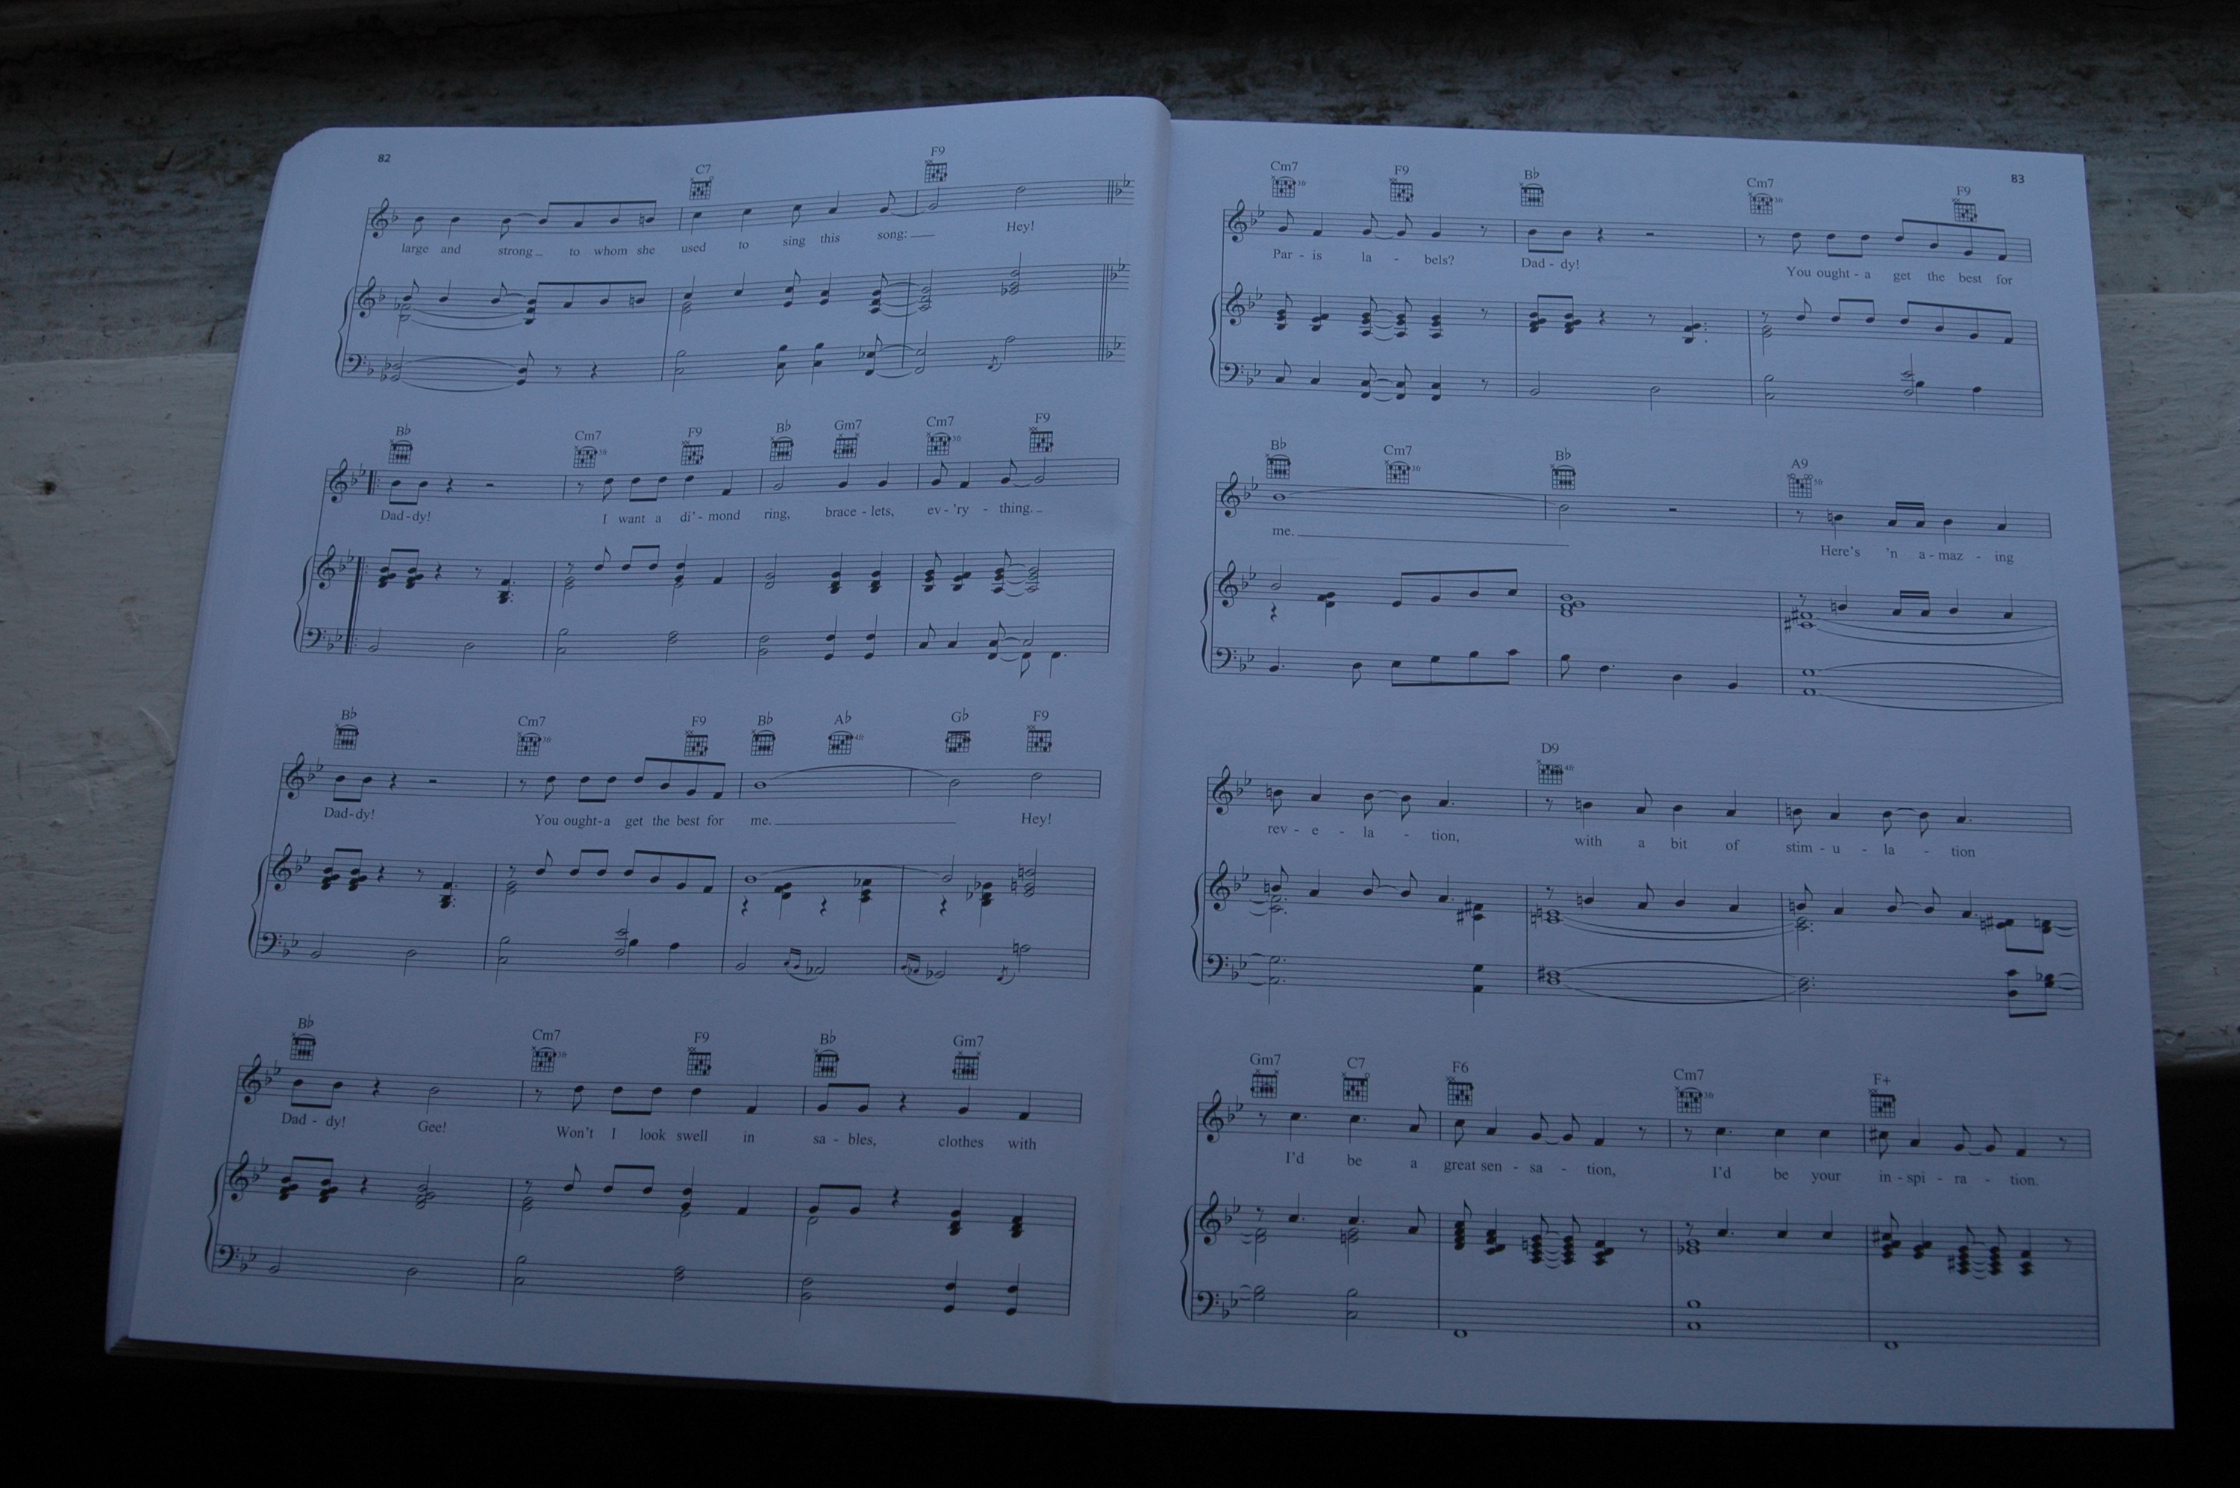 82
C7 F9
large and strong_ to whom she used to sing this song:__ Hey!
B♭ Cm7 F9 B♭ Gm7 Cm7 F9
Dad-dy! I want a di'-mond ring, brace-lets, ev-'ry-thing._
B♭ Cm7 F9 B♭ A♭ G♭ F9
Dad-dy! You ought-a get the best for me.__ Hey!
B♭ Cm7 F9 B♭ Gm7
Dad-dy! Gee! Won't I look swell in sa-bles, clothes with
83
Cm7 F9 B♭ Cm7 F9
Par-is la-bels? Dad-dy! You ought-a get the best for
B♭ Cm7 B♭ A9
me.__ Here's 'n a-maz-ing
D9
rev-e-la-tion, with a bit of stim-u-la-tion
Gm7 C7 F6 Cm7 F+
I'd be a great sen-sa-tion, I'd be your in-spi-ra-tion.